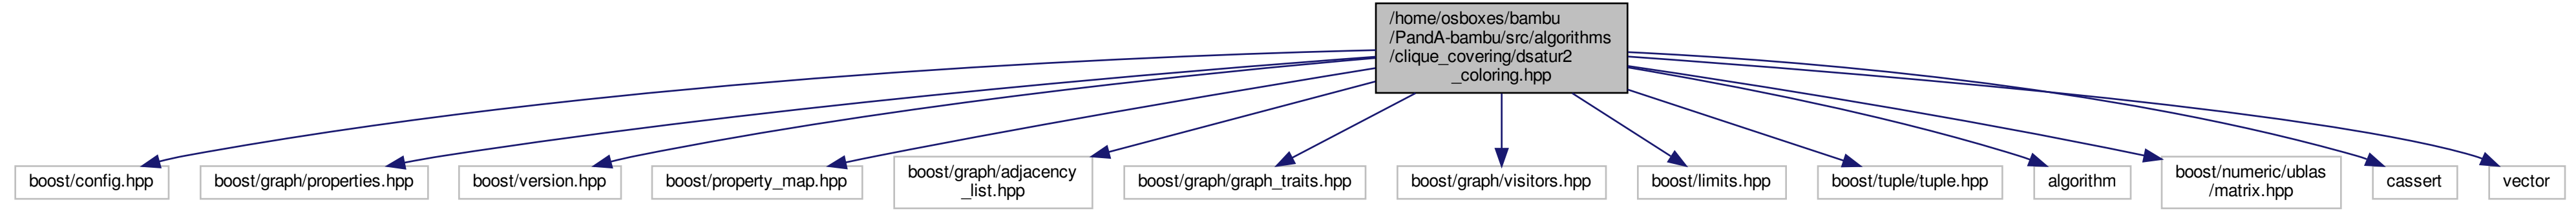 /home/osboxes/bambu
/PandA-bambu/src/algorithms
/clique_covering/dsatur2
_coloring.hpp
boost/config.hpp
boost/graph/properties.hpp
boost/version.hpp
boost/property_map.hpp
boost/graph/adjacency
_list.hpp
boost/graph/graph_traits.hpp
boost/graph/visitors.hpp
boost/limits.hpp
boost/tuple/tuple.hpp
algorithm
boost/numeric/ublas
/matrix.hpp
cassert
vector